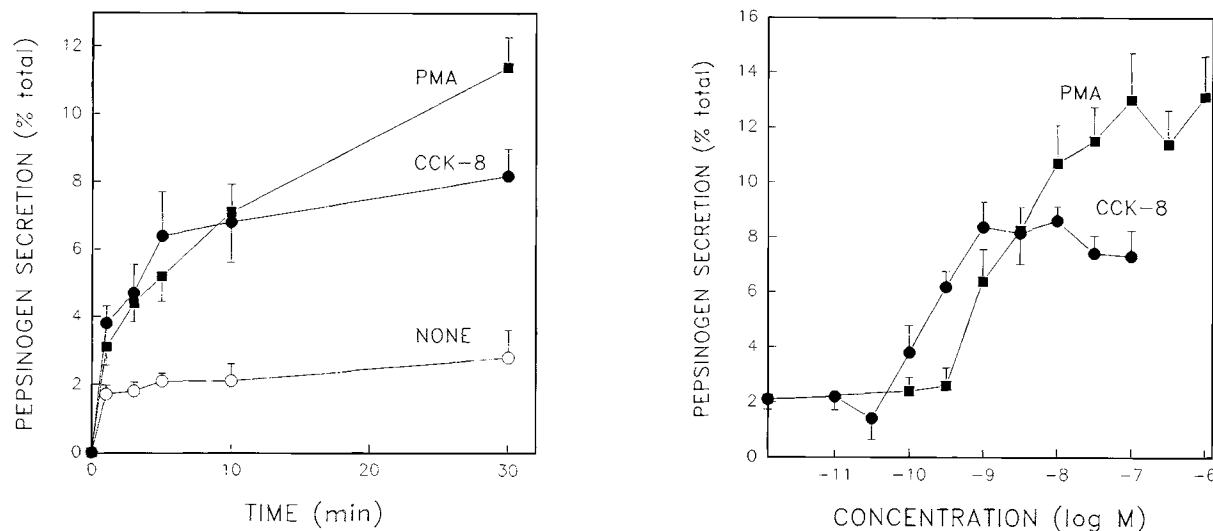 PEPSINOGEN SECRETION (% total)
12
10
8
6
4
2
0
PMA
CCK-8
NONE
0
10
20
30
TIME (min)
PEPSINOGEN SECRETION (% total)
16
14
12
10
8
6
4
2
0
PMA
CCK-8
-11
-10
-9
-8
-7
-6
CONCENTRATION (log M)